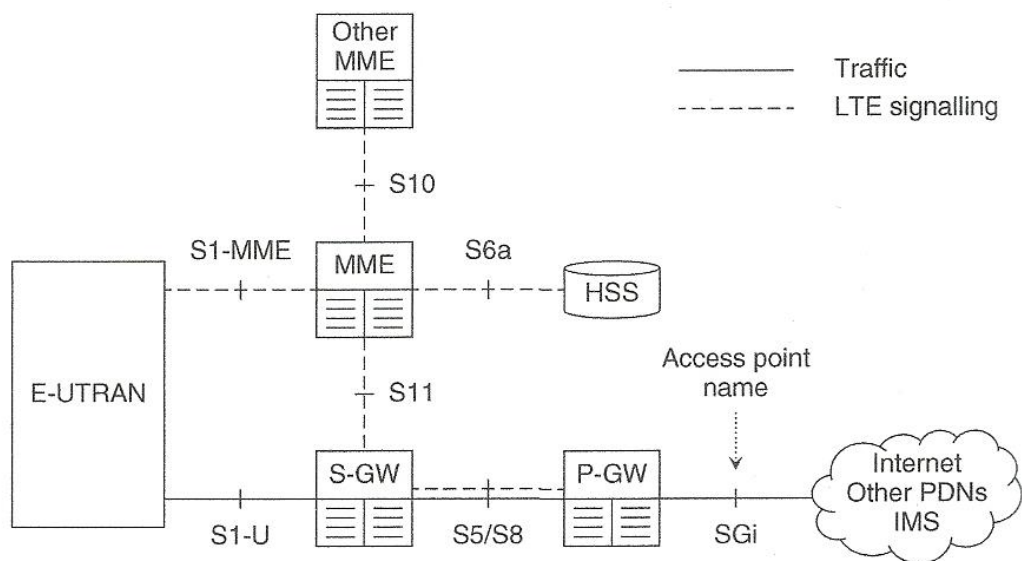 Other
MME
Traffic
LTE signalling
S10
S1-MME
MME
S6a
HSS
E-UTRAN
S11
Access point
name
S-GW
P-GW
Internet
Other PDNs
IMS
S1-U
S5/S8
SGi